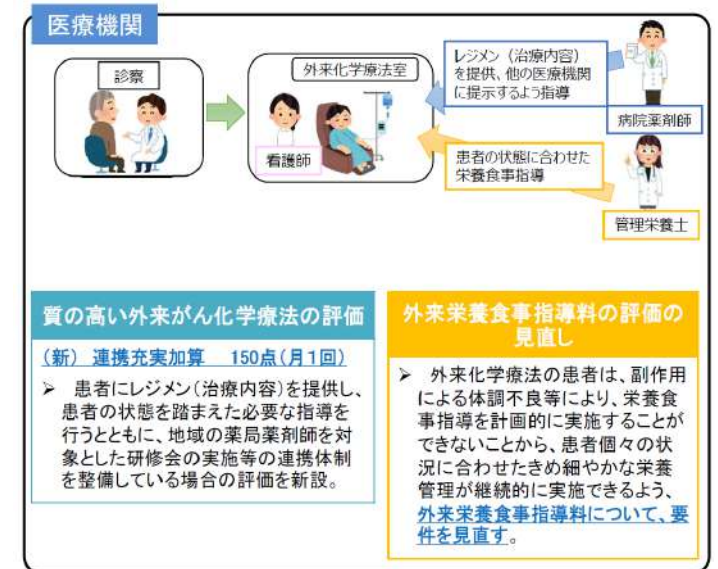 医療機関
診察
外来化学療法室
看護師
レジメン（治療内容）
を提供、他の医療機関
に提示するよう指導
病院薬剤師
患者の状態に合わせた
栄養食事指導
管理栄養士
質の高い外来がん化学療法の評価
（新） 連携充実加算　150点（月１回）
➢ 患者にレジメン（治療内容）を提供し、
患者の状態を踏まえた必要な指導を
行うとともに、地域の薬局薬剤師を対
象とした研修会の実施等の連携体制
を整備している場合の評価を新設。
外来栄養食事指導料の評価の
見直し
➢ 外来化学療法の患者は、副作用
による体調不良等により、栄養食
事指導を計画的に実施することが
できないことから、患者個々の状
況に合わせたきめ細やかな栄養
管理が継続的に実施できるよう、
外来栄養食事指導料について、要
件を見直す。